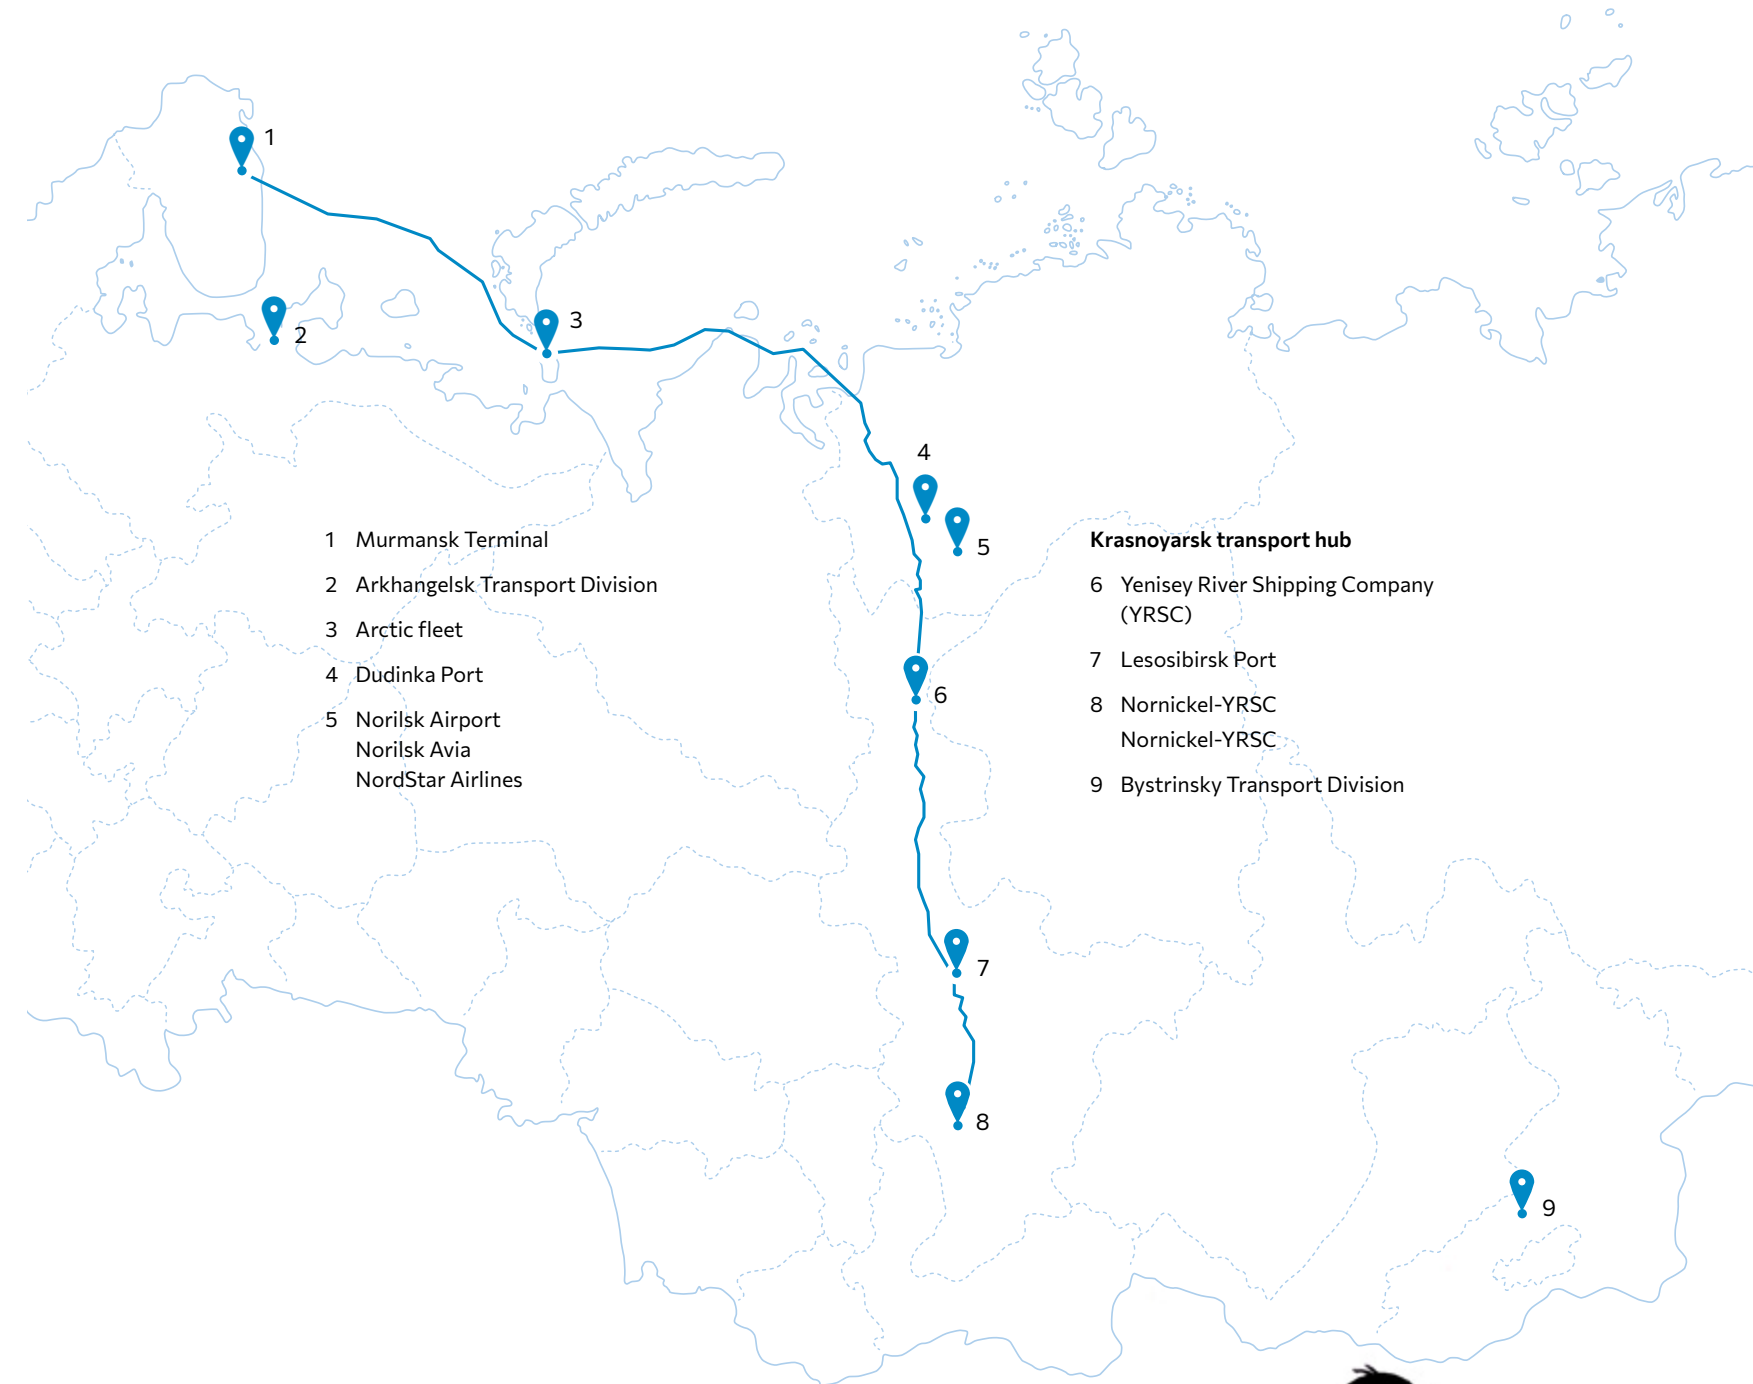 1
2
3
4
5
6
7
8
9
1 Murmansk Terminal
2 Arkhangelsk Transport Division
3 Arctic fleet
4 Dudinka Port
5 Norilsk Airport
Norilsk Avia
NordStar Airlines
Krasnoyarsk transport hub
6 Yenisey River Shipping Company
(YRSC)
7 Lesosibirsk Port
8 Nornickel-YRSC
Nornickel-YRSC
9 Bystrinsky Transport Division